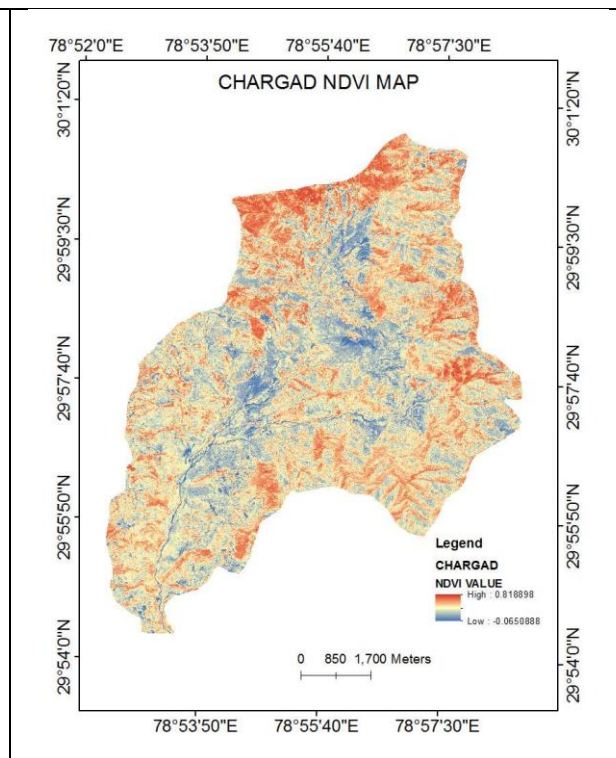 78°52'0"E 78°53'50"E 78°55'40"E 78°57'30"E
CHARGAD NDVI MAP
30°1'20"N
29°59'30"N
29°57'40"N
29°55'50"N
29°54'0"N
30°1'20"N
29°59'30"N
29°57'40"N
29°55'50"N
29°54'0"N
Legend
CHARGAD
NDVI VALUE
High : 0.818898
Low : -0.0650888
0 850 1,700 Meters
78°53'50"E 78°55'40"E 78°57'30"E